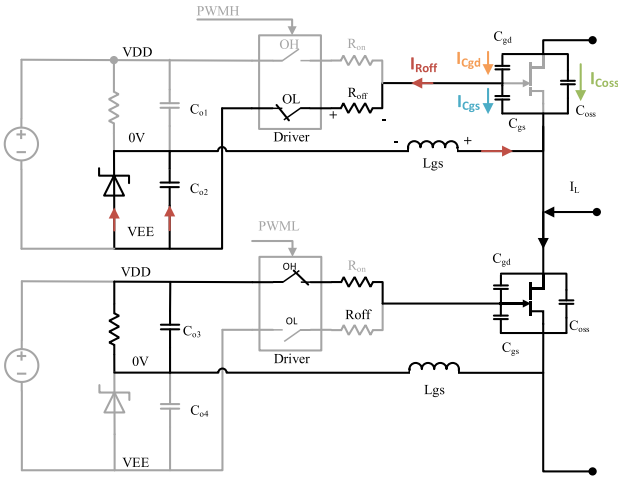 PWMH
VDD
OH
Ron
Cgd
IRoff
ICgd
ICoss
Co1
OL
Roff
ICgs
+
-
Cgs
Coss
Driver
0V
-
+
Lgs
Co2
IL
VEE
PWML
VDD
OH
Ron
Cgd
Co3
Roff
OL
Coss
Driver
Cgs
0V
Lgs
Co4
VEE